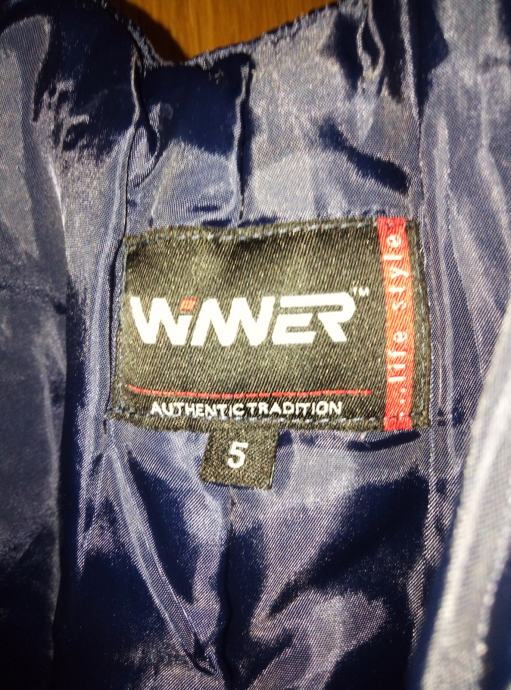 WiNNER™
AUTHENTIC TRADITION
...life style
5